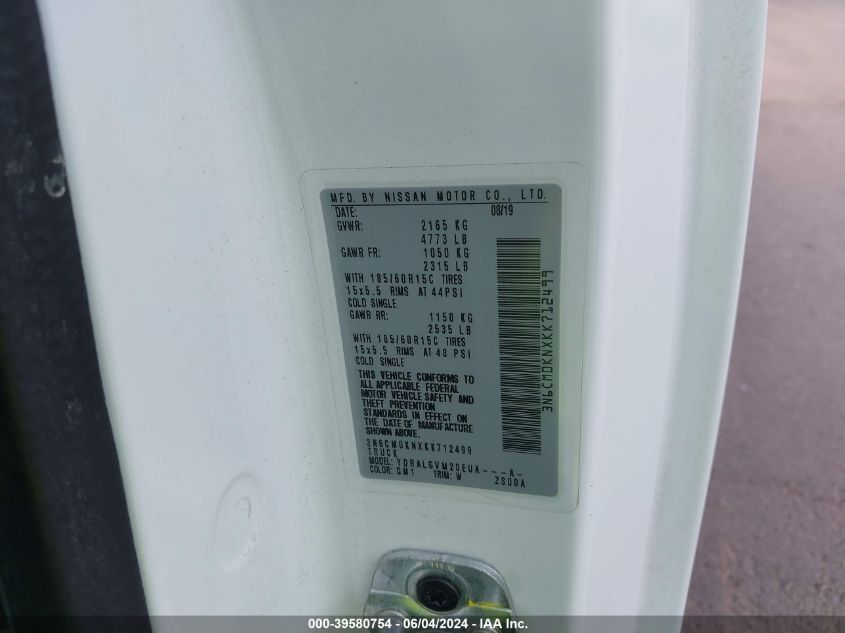 MFD. BY NISSAN MOTOR CO., LTD.
DATE: 08/19
GVWR: 2165 KG
4773 LB
GAWR FR: 1050 KG
2315 LB
WITH 185/60R15C TIRES
15x5.5 RIMS AT 44PSI
COLD SINGLE
GAWR RR: 1150 KG
2535 LB
WITH 185/60R15C TIRES
15x5.5 RIMS AT 48 PSI
COLD SINGLE
THIS VEHICLE CONFORMS TO
ALL APPLICABLE FEDERAL
MOTOR VEHICLE SAFETY AND
THEFT PREVENTION
STANDARDS IN EFFECT ON
THE DATE OF MANUFACTURE
SHOWN ABOVE.
3N6CM0KNXKK712499
TRUCK
MODEL: YDRALGVM20EUA---A-
COLOR: QM1 TRIM: W ZS00A
3N6CM0KNXKK712499
000-39580754 - 06/04/2024 - IAAI.com